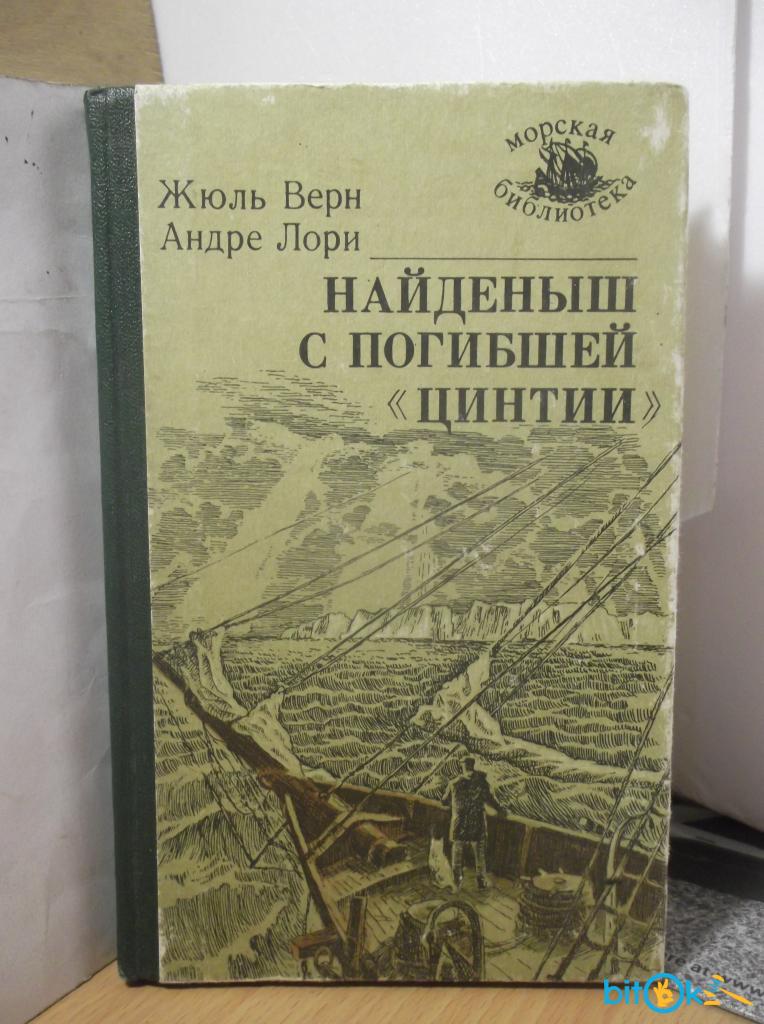 морская
библиотека
Жюль Верн
Андре Лори
НАЙДЕНЫШ
С ПОГИБШЕЙ
«ЦИНТИИ»
bitOk